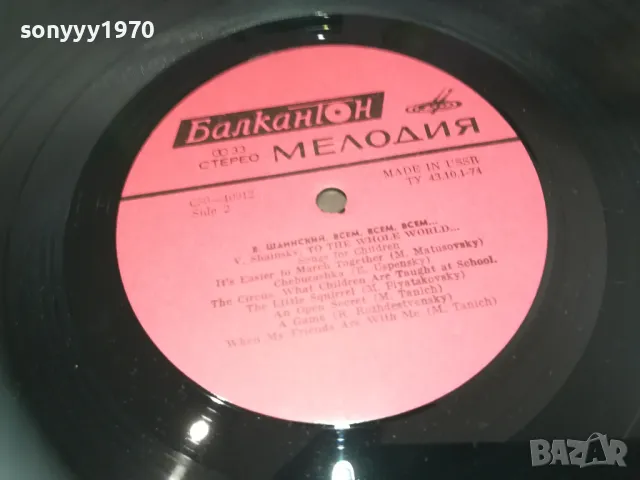 sonyyy1970
Балкантон
33
СТЕРЕО
МЕЛОДИЯ
MADE IN USSR
ТУ 43.10.1-74
Side 2
В. ШАИНСКИЙ. ВСЕМ, ВСЕМ, ВСЕМ...
V. Shainsky. TO THE WHOLE WORLD...
Songs for Children
It's Easier to March Together (M. Matusovsky)
Cheburashka (E. Uspensky)
The Circus. What Children Are Taught at School.
The Little Squirrel (M. Plyatskovsky)
An Open Secret (M. Tanich)
A Game (R. Rozhdestvensky)
When My Friends Are With Me (M. Tanich)
BAZAR